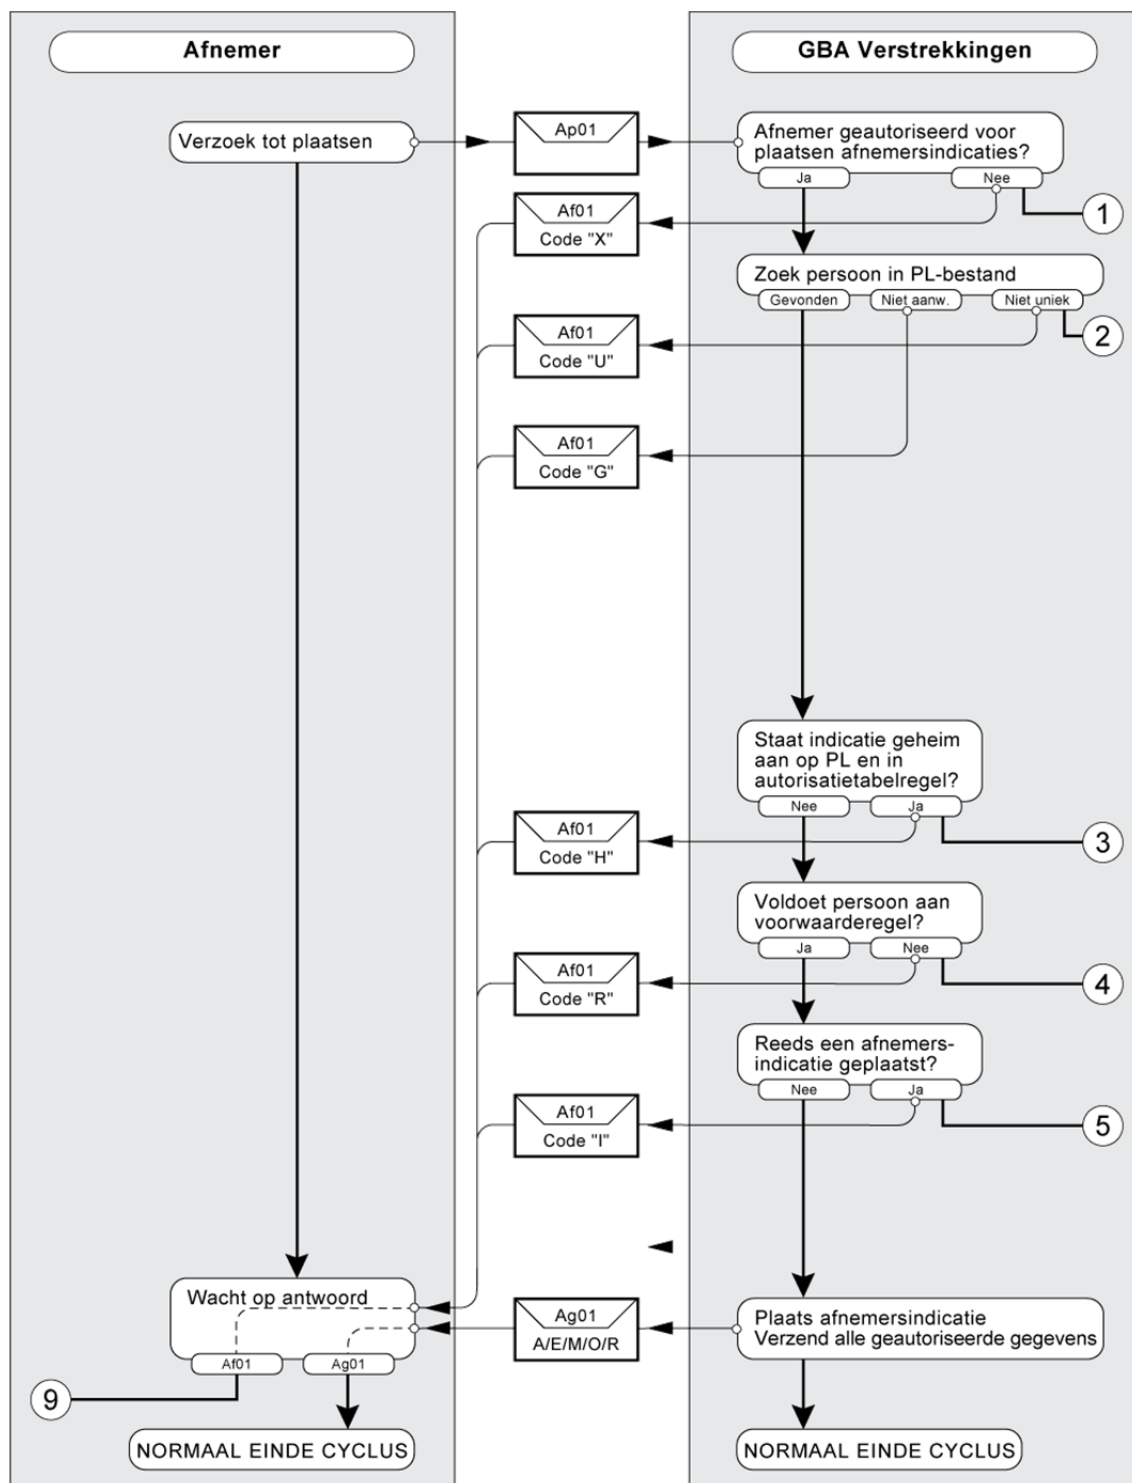 Afnemer
GBA Verstrekkingen
Verzoek tot plaatsen
Ap01
Afnemer geautoriseerd voor
plaatsen afnemersindicaties?
Ja
Nee
1
Af01
Code "X"
Zoek persoon in PL-bestand
Gevonden
Niet aanw.
Niet uniek
2
Af01
Code "U"
Af01
Code "G"
Staat indicatie geheim
aan op PL en in
autorisatietabelregel?
Nee
Ja
3
Af01
Code "H"
Voldoet persoon aan
voorwaarderegel?
Ja
Nee
4
Af01
Code "R"
Reeds een afnemers-
indicatie geplaatst?
Nee
Ja
5
Af01
Code "I"
Wacht op antwoord
Af01
Ag01
9
Ag01
A/E/M/O/R
Plaats afnemersindicatie
Verzend alle geautoriseerde gegevens
NORMAAL EINDE CYCLUS
NORMAAL EINDE CYCLUS